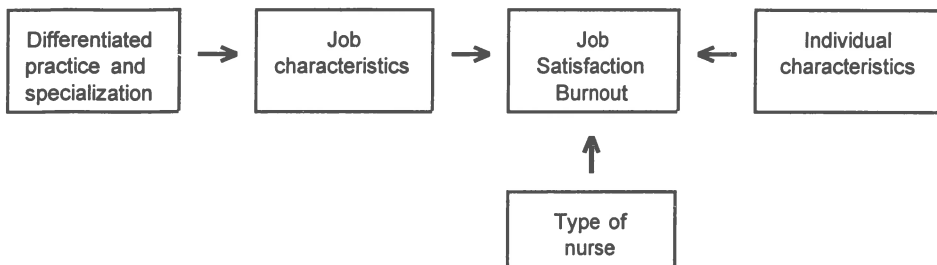 Differentiated
practice and
specialization
Job
characteristics
Job
Satisfaction
Burnout
Individual
characteristics
Type of
nurse